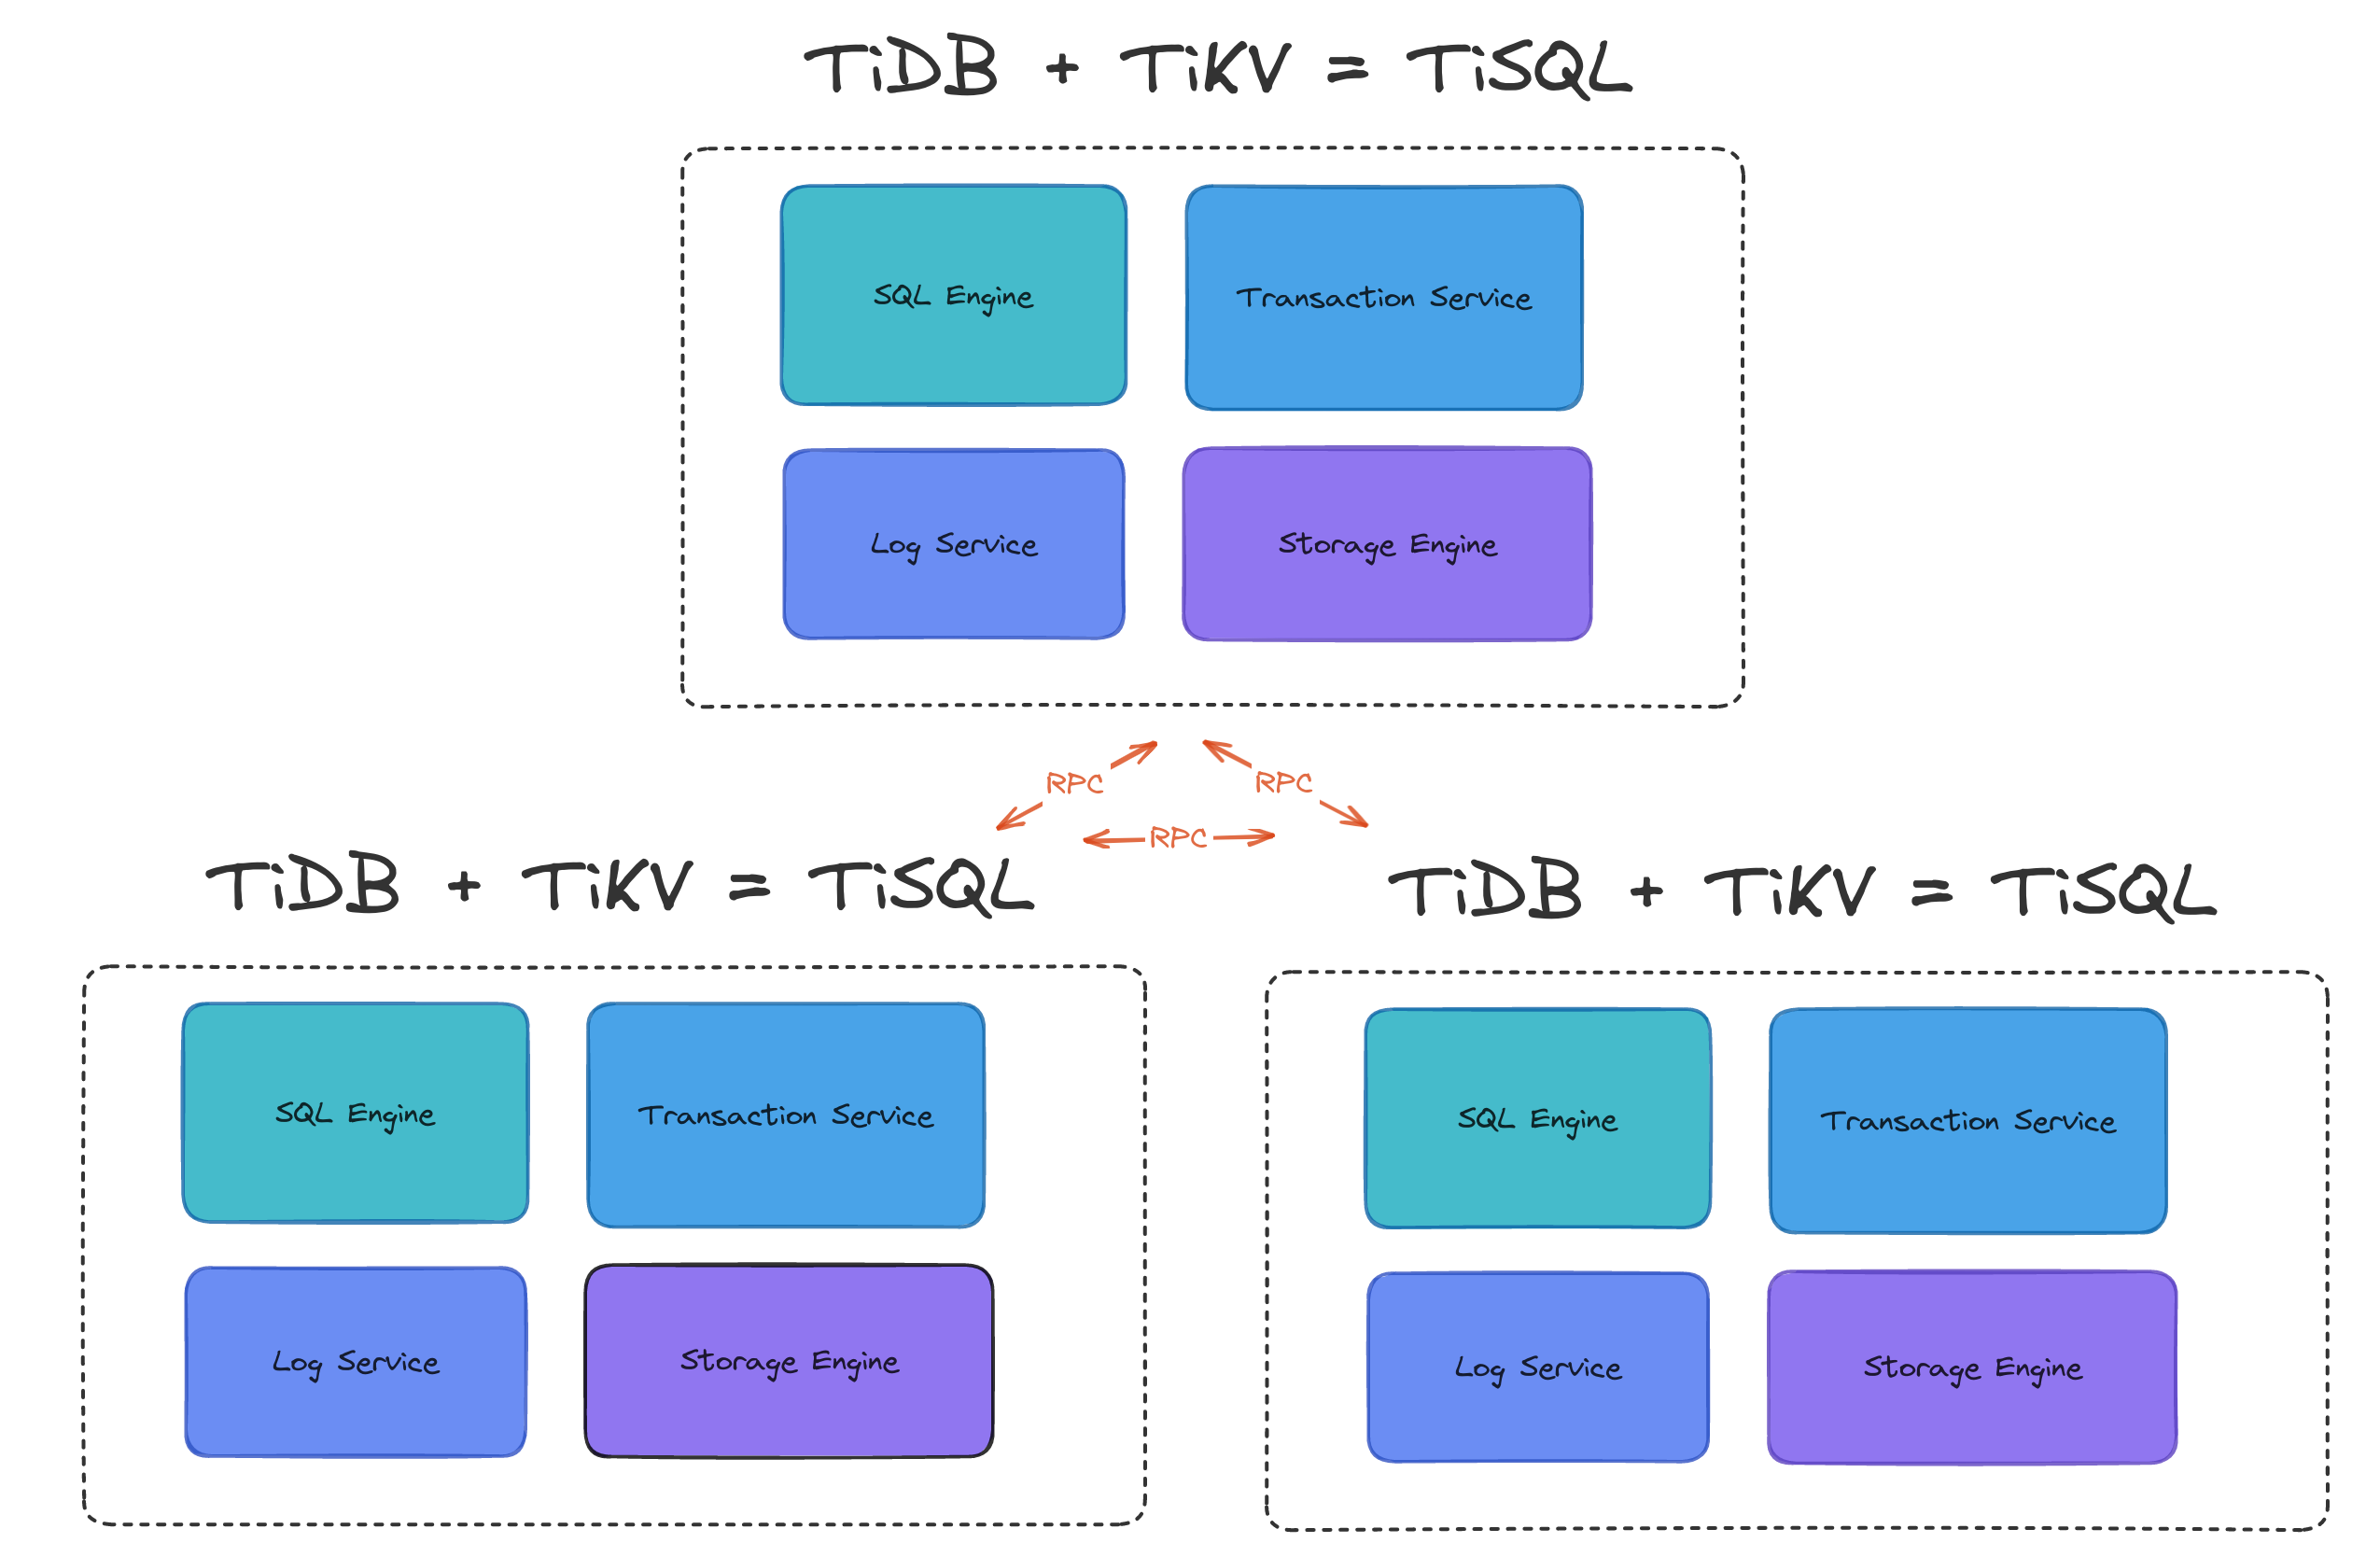 TiDB + TiKV = TiSQL
SQL Engine
Transaction Service
Log Service
Storage Engine
RPC
RPC
RPC
TiDB + TiKV = TiSQL
SQL Engine
Transaction Service
Log Service
Storage Engine
TiDB + TiKV = TiSQL
SQL Engine
Transaction Service
Log Service
Storage Engine